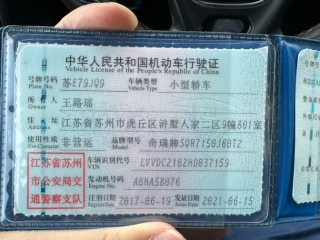 中华人民共和国机动车行驶证
Vehicle License of the People's Republic of China
号牌号码 苏E79J09 车辆类型 小型轿车
Plate No. Vehicle Type
所有人 王路瑶
Owner
住址 江苏省苏州市虎丘区浒墅人家二区9幢801室
Address
使用性质 非营运 品牌型号 奇瑞牌SQR7150J60TZ
Use Character Model
江苏省苏州
市公安局交
通警察支队
车辆识别代号 LVVDC21B2HD037159
VIN
发动机号码 ABHA58076
Engine No.
注册日期 2017-06-19 发证日期 2021-06-15
Register Date Issue Date